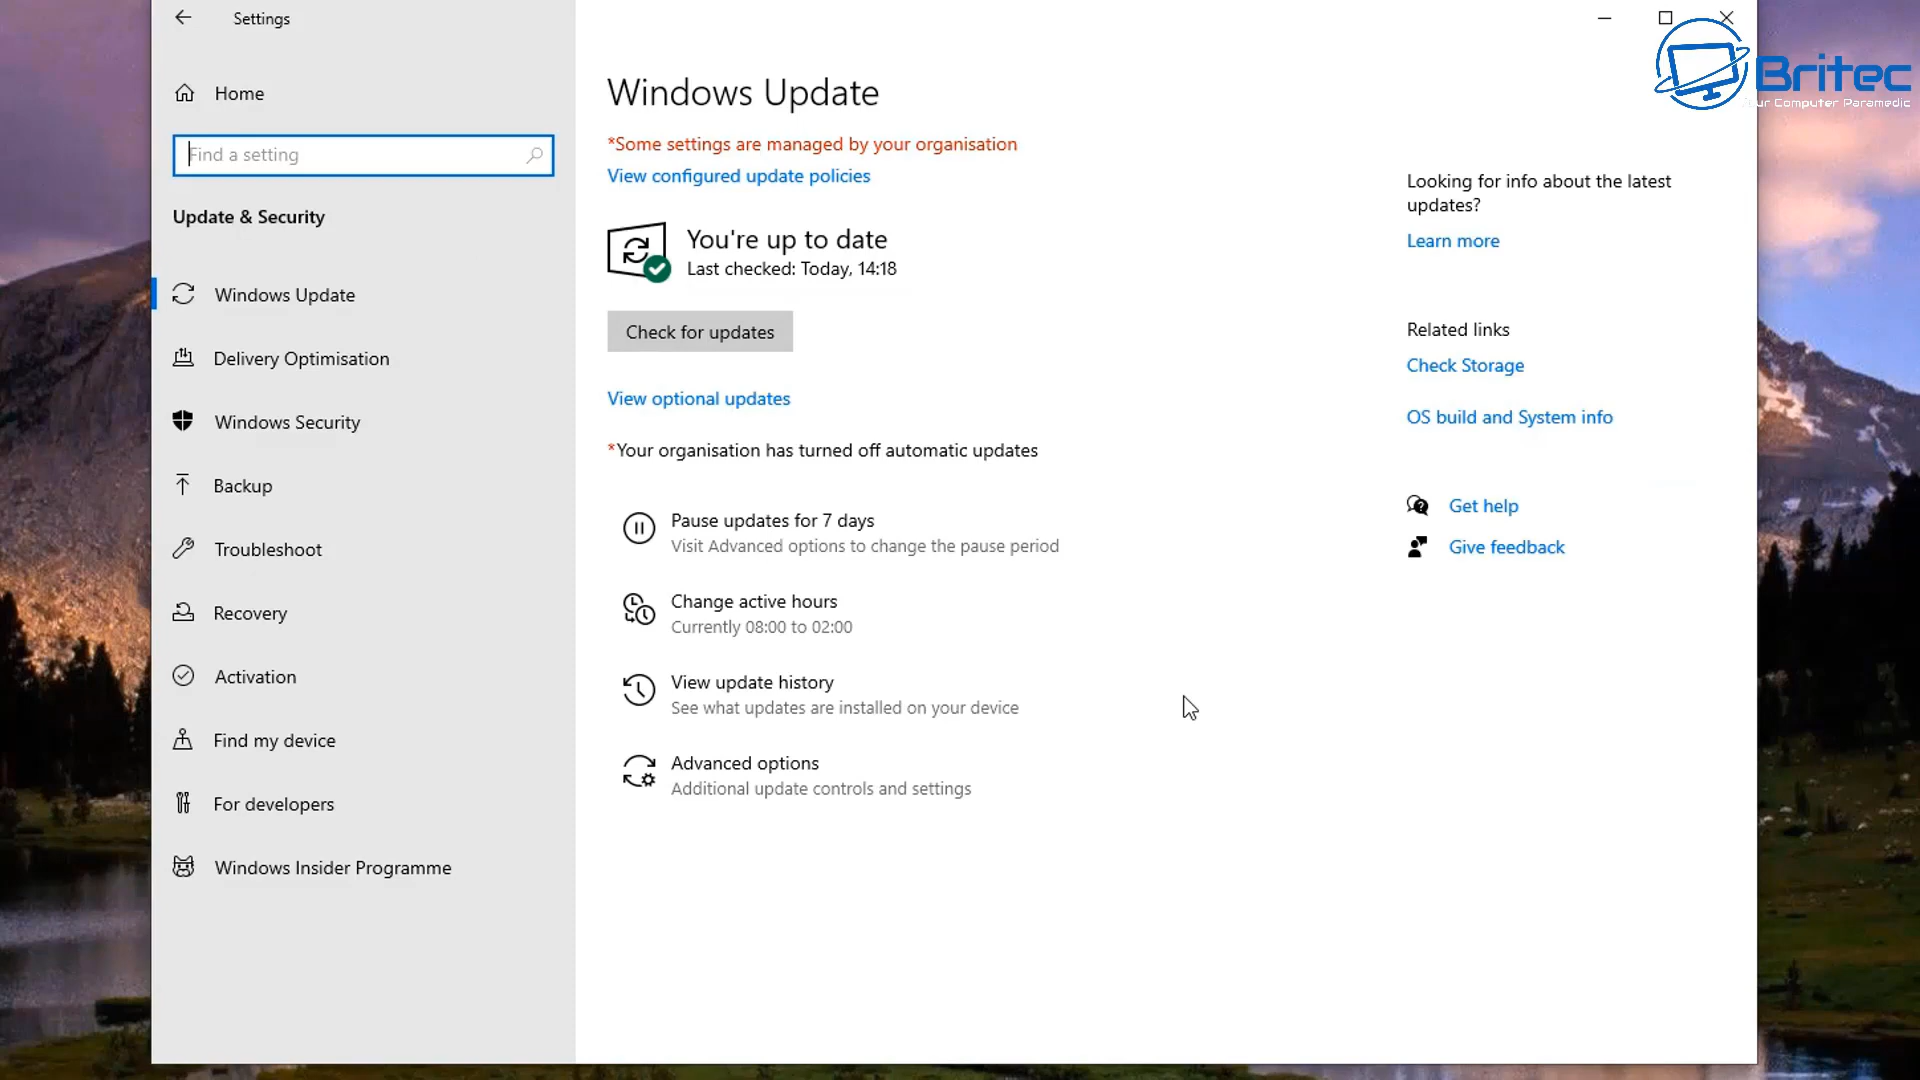 Settings
Home
Find a setting
Update & Security
Windows Update
Delivery Optimisation
Windows Security
Backup
Troubleshoot
Recovery
Activation
Find my device
For developers
Windows Insider Programme
Windows Update
*Some settings are managed by your organisation
View configured update policies
You're up to date
Last checked: Today, 14:18
Check for updates
View optional updates
*Your organisation has turned off automatic updates
Pause updates for 7 days
Visit Advanced options to change the pause period
Change active hours
Currently 08:00 to 02:00
View update history
See what updates are installed on your device
Advanced options
Additional update controls and settings
Looking for info about the latest
updates?
Learn more
Related links
Check Storage
OS build and System info
Get help
Give feedback
Britec
Your Computer Paramedic